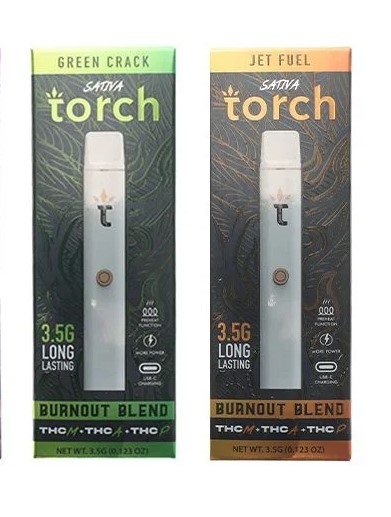 GREEN CRACK
SATIVA
torch
t
3.5G
LONG
LASTING
PREHEAT
FUNCTION
MORE POWER
USB-C
CHARGING
BURNOUT BLEND
THCM+THCA+THCP
NET WT. 3.5G (0.123 OZ)
JET FUEL
SATIVA
torch
t
3.5G
LONG
LASTING
PREHEAT
FUNCTION
MORE POWER
USB-C
CHARGING
BURNOUT BLEND
THCM+THCA+THCP
NET WT. 3.5G (0.123 OZ)